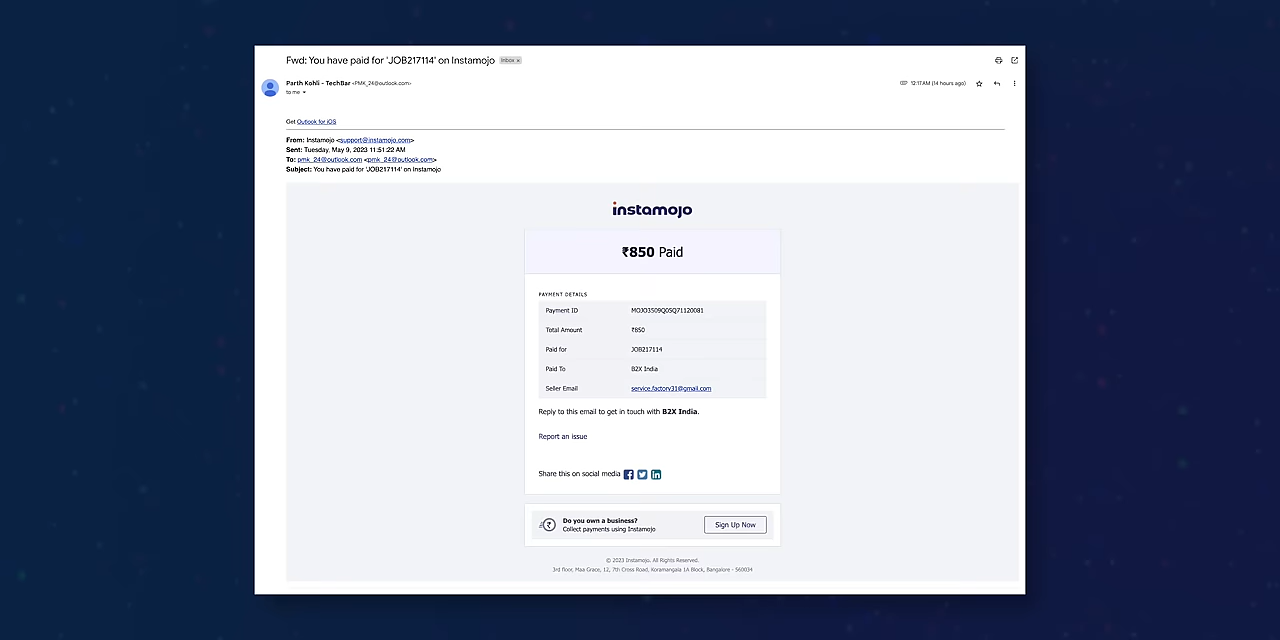 Fwd: You have paid for 'JOB217114' on Instamojo Inbox x
Parth Kohli - TechBar <PMK_24@outlook.com> 12:17AM (14 hours ago)
to me
Get Outlook for iOS
From: Instamojo <support@instamojo.com>
Sent: Tuesday, May 9, 2023 11:51:22 AM
To: pmk_24@outlook.com <pmk_24@outlook.com>
Subject: You have paid for 'JOB217114' on Instamojo
instamojo
₹850 Paid
PAYMENT DETAILS
Payment ID MOJO3509Q05Q71120081
Total Amount ₹850
Paid for JOB217114
Paid To B2X India
Seller Email service.factory31@gmail.com
Reply to this email to get in touch with B2X India.
Report an issue
Share this on social media
Do you own a business?
Collect payments using Instamojo
Sign Up Now
© 2023 Instamojo. All Rights Reserved.
3rd floor, Maa Grace, 12, 7th Cross Road, Koramangala 1A Block, Bangalore - 560034